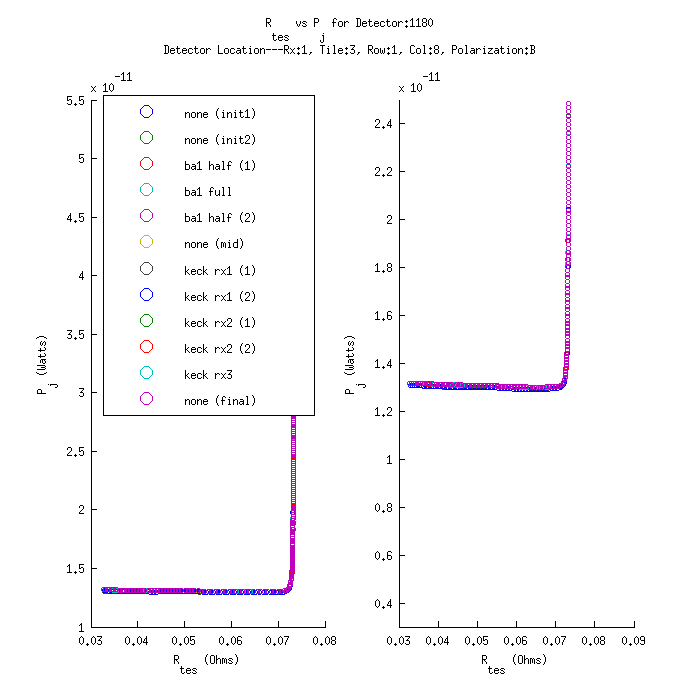 R_tes vs P_j for Detector:1180
Detector Location---Rx:1, Tile:3, Row:1, Col:8, Polarization:B
x 10^-11
5.5
5
4.5
4
3.5
3
2.5
2
1.5
1
P_j (Watts)
none (init1)
none (init2)
ba1 half (1)
ba1 full
ba1 half (2)
none (mid)
keck rx1 (1)
keck rx1 (2)
keck rx2 (1)
keck rx2 (2)
keck rx3
none (final)
0.03 0.04 0.05 0.06 0.07 0.08
R_tes (Ohms)
x 10^-11
2.4
2.2
2
1.8
1.6
1.4
1.2
1
0.8
0.6
0.4
P_j (Watts)
0.03 0.04 0.05 0.06 0.07 0.08 0.09
R_tes (Ohms)